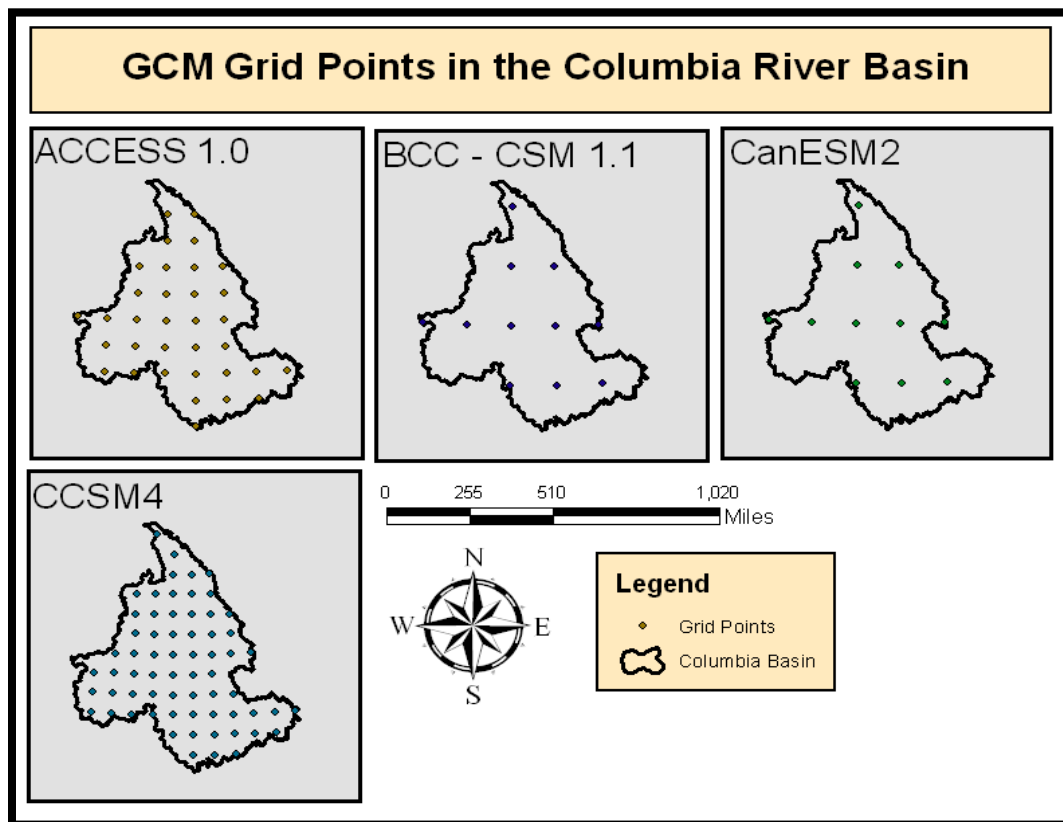 GCM Grid Points in the Columbia River Basin
ACCESS 1.0
BCC - CSM 1.1
CanESM2
CCSM4
0 255 510 1,020
Miles
N
W E
S
Legend
Grid Points
Columbia Basin